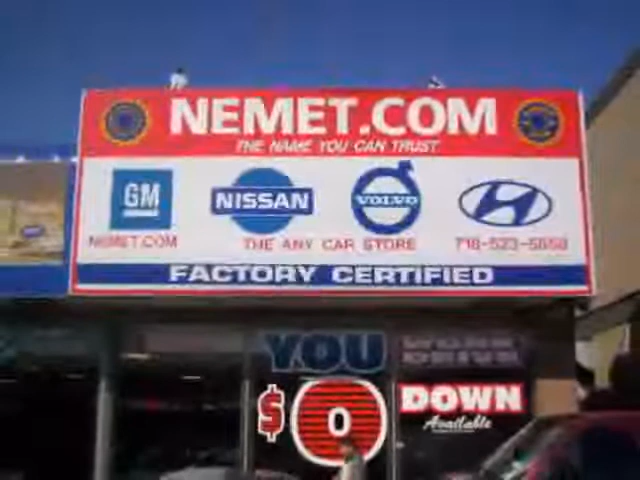 NEMET.COM
THE NAME YOU CAN TRUST
GM
NISSAN
VOLVO
NEMET.COM THE ANY CAR STORE 718-523-5858
FACTORY CERTIFIED
YOU
$0 DOWN
Available